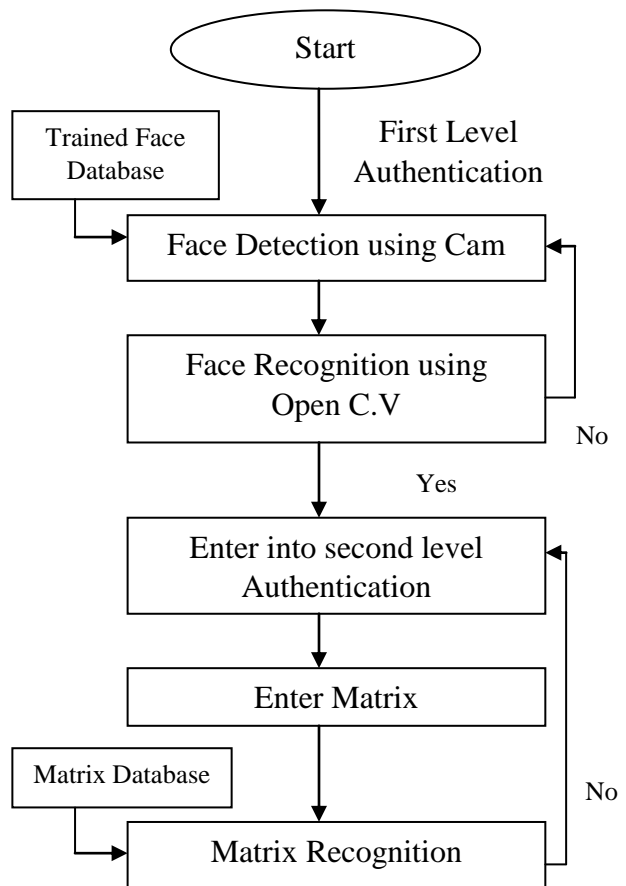 Start
First Level
Authentication
Trained Face
Database
Face Detection using Cam
Face Recognition using
Open C.V
No
Yes
Enter into second level
Authentication
Enter Matrix
Matrix Database
No
Matrix Recognition